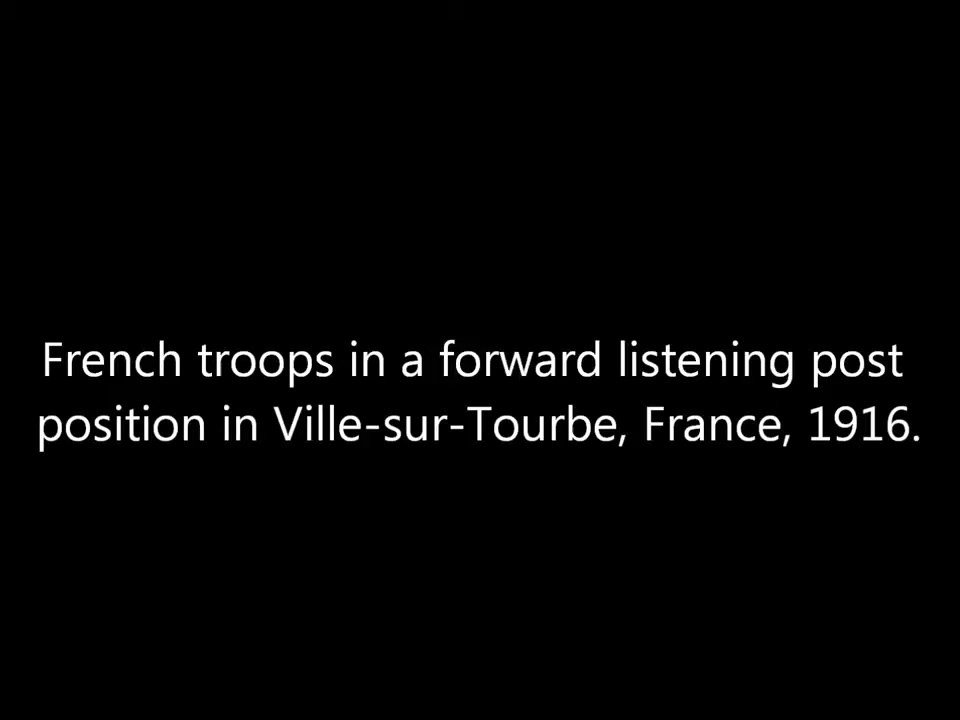 French troops in a forward listening post
position in Ville-sur-Tourbe, France, 1916.